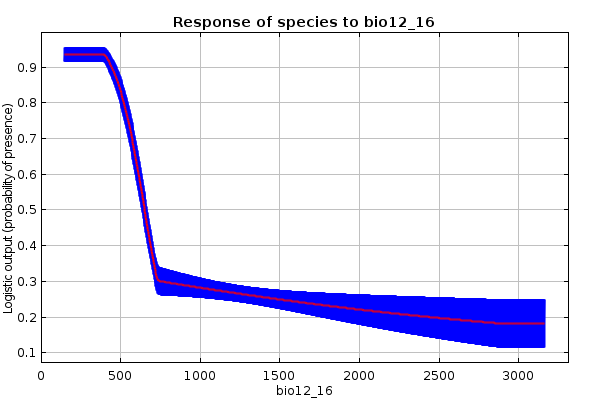 Response of species to bio12_16
Logistic output (probability of presence)
0.9
0.8
0.7
0.6
0.5
0.4
0.3
0.2
0.1
0 500 1000 1500 2000 2500 3000
bio12_16